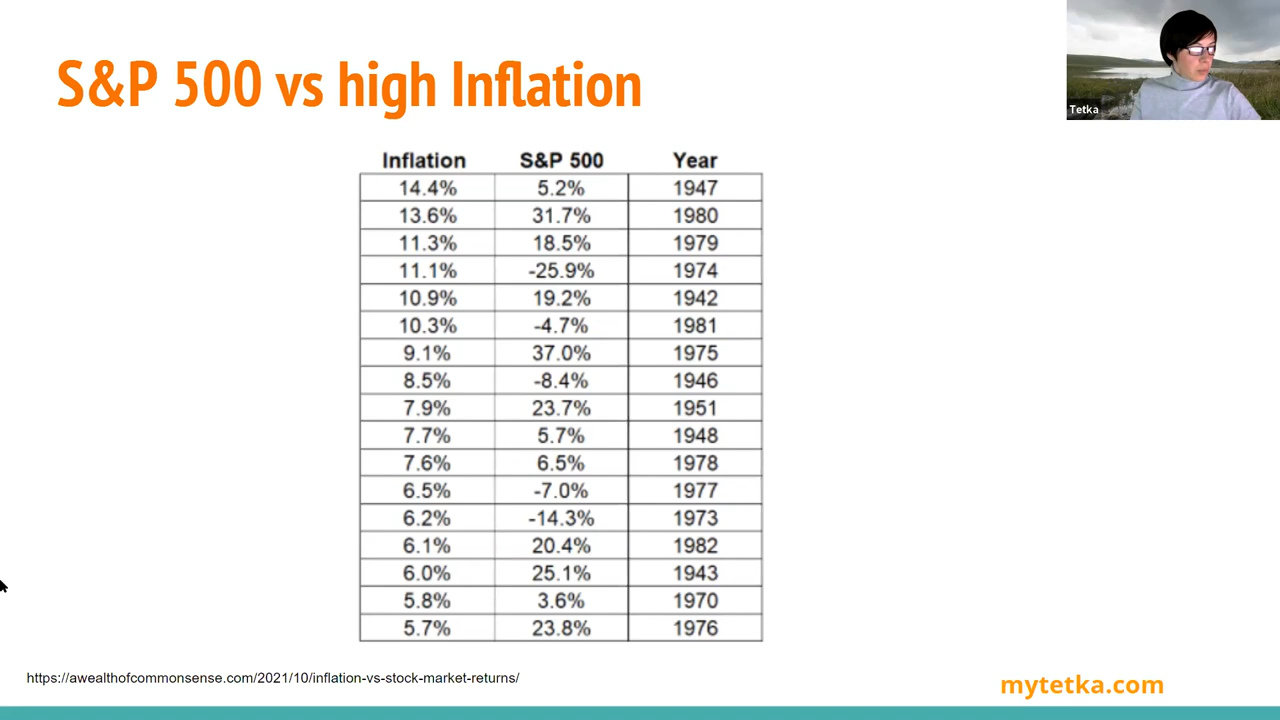 S&P 500 vs high Inflation
Tetka
Inflation S&P 500 Year
14.4% 5.2% 1947
13.6% 31.7% 1980
11.3% 18.5% 1979
11.1% -25.9% 1974
10.9% 19.2% 1942
10.3% -4.7% 1981
9.1% 37.0% 1975
8.5% -8.4% 1946
7.9% 23.7% 1951
7.7% 5.7% 1948
7.6% 6.5% 1978
6.5% -7.0% 1977
6.2% -14.3% 1973
6.1% 20.4% 1982
6.0% 25.1% 1943
5.8% 3.6% 1970
5.7% 23.8% 1976
https://awealthofcommonsense.com/2021/10/inflation-vs-stock-market-returns/
mytetka.com